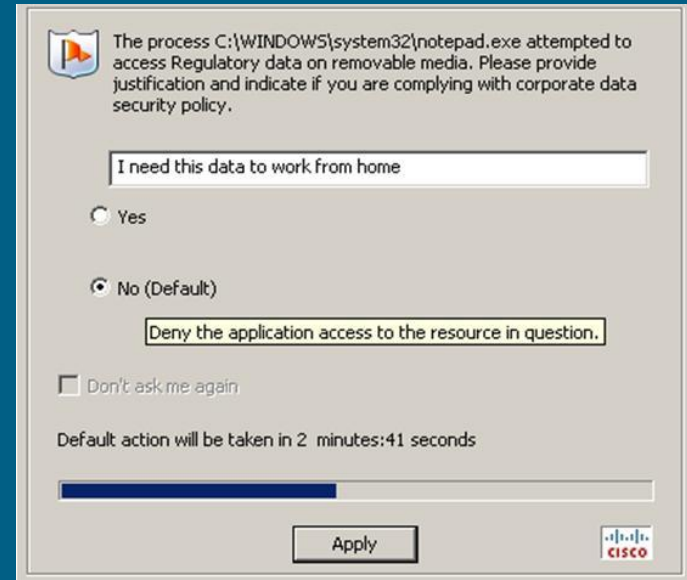 The process C:\WINDOWS\system32\notepad.exe attempted to
access Regulatory data on removable media. Please provide
justification and indicate if you are complying with corporate data
security policy.
I need this data to work from home
Yes
No (Default)
Deny the application access to the resource in question.
Don't ask me again
Default action will be taken in 2 minutes:41 seconds
Apply
CISCO